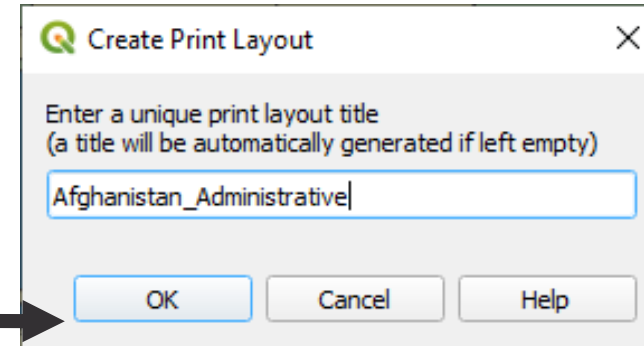 Create Print Layout
Enter a unique print layout title
(a title will be automatically generated if left empty)
Afghanistan_Administrative
OK Cancel Help